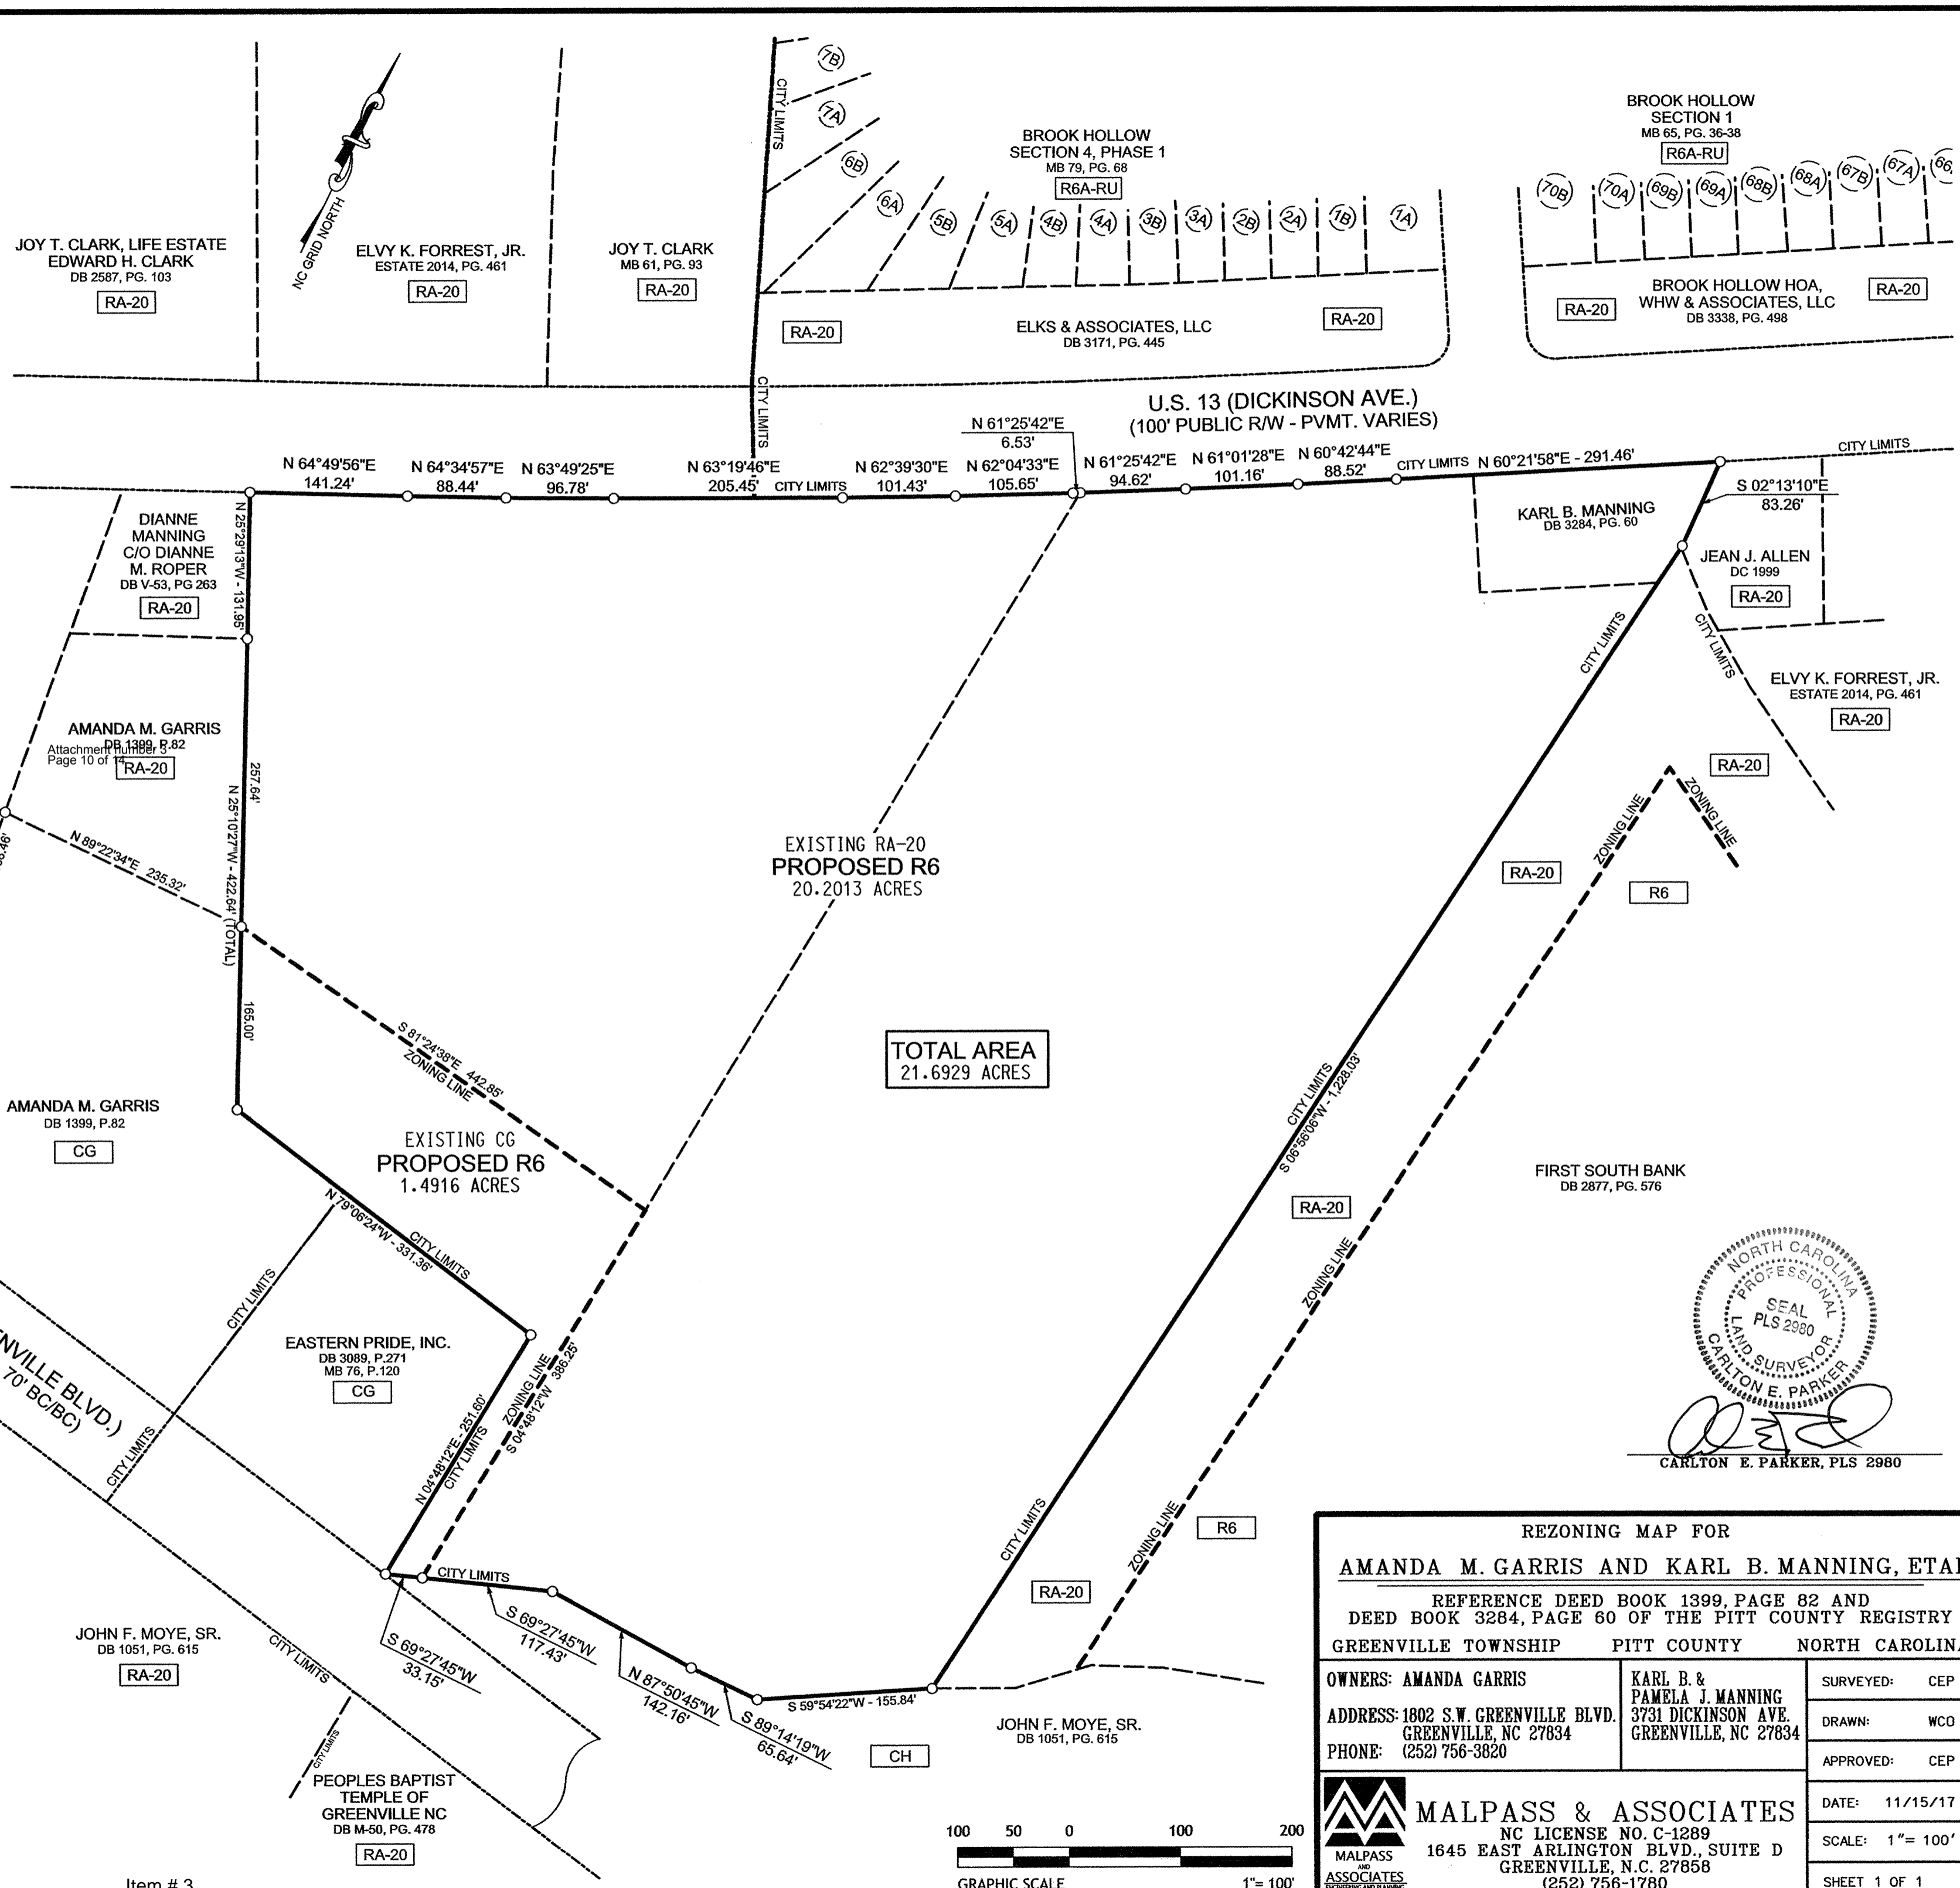 JOY T. CLARK, LIFE ESTATE
EDWARD H. CLARK
DB 2587, PG. 103
RA-20
NC GRID NORTH
ELVY K. FORREST, JR.
ESTATE 2014, PG. 461
RA-20
JOY T. CLARK
MB 61, PG. 93
RA-20
CITY LIMITS
CITY LIMITS
7B
7A
6B
6A
5B
5A
4B
4A
3B
3A
2B
2A
1B
1A
BROOK HOLLOW
SECTION 4, PHASE 1
MB 79, PG. 68
R6A-RU
RA-20
ELKS & ASSOCIATES, LLC
DB 3171, PG. 445
RA-20
BROOK HOLLOW
SECTION 1
MB 65, PG. 36-38
R6A-RU
70B
70A
69B
69A
68B
68A
67B
67A
66
RA-20
BROOK HOLLOW HOA,
WHW & ASSOCIATES, LLC
DB 3338, PG. 498
RA-20
U.S. 13 (DICKINSON AVE.)
(100' PUBLIC R/W - PVMT. VARIES)
N 64°49'56"E
141.24'
N 64°34'57"E
88.44'
N 63°49'25"E
96.78'
N 63°19'46"E
205.45'
CITY LIMITS
N 62°39'30"E
101.43'
N 62°04'33"E
105.65'
N 61°25'42"E
6.53'
N 61°25'42"E
94.62'
N 61°01'28"E
101.16'
N 60°42'44"E
88.52'
CITY LIMITS
N 60°21'58"E - 291.46'
CITY LIMITS
S 02°13'10"E
83.26'
KARL B. MANNING
DB 3284, PG. 60
JEAN J. ALLEN
DC 1999
RA-20
CITY LIMITS
CITY LIMITS
ELVY K. FORREST, JR.
ESTATE 2014, PG. 461
RA-20
RA-20
DIANNE
MANNING
C/O DIANNE
M. ROPER
DB V-53, PG 263
RA-20
N 25°29'13"W - 131.95'
AMANDA M. GARRIS
DB 1399, P.82
Attachment number 3
Page 10 of 14
RA-20
257.64'
N 25°10'27"W - 422.64' (TOTAL)
N 89°22'34"E 235.32'
165.00'
EXISTING RA-20
PROPOSED R6
20.2013 ACRES
ZONING LINE
ZONING LINE
RA-20
R6
S 81°24'38"E 442.85'
ZONING LINE
TOTAL AREA
21.6929 ACRES
CITY LIMITS
S 06°56'06"W - 1,228.03'
AMANDA M. GARRIS
DB 1399, P.82
CG
EXISTING CG
PROPOSED R6
1.4916 ACRES
N 79°06'24"W - 331.36'
CITY LIMITS
RA-20
ZONING LINE
FIRST SOUTH BANK
DB 2877, PG. 576
CITY LIMITS
EASTERN PRIDE, INC.
DB 3089, P.271
MB 76, P.120
CG
NVILLE BLVD.)
70' BC/BC)
CITY LIMITS
N 04°48'12"E - 251.60'
CITY LIMITS
ZONING LINE
S 04°48'12"W 386.25'
NORTH CAROLINA
PROFESSIONAL
SEAL
PLS 2980
LAND SURVEYOR
CARLTON E. PARKER
CARLTON E. PARKER, PLS 2980
CITY LIMITS
ZONING LINE
R6
RA-20
CITY LIMITS
S 69°27'45"W
33.15'
S 69°27'45"W
117.43'
N 87°50'45"W
142.16'
S 89°14'19"W
65.64'
S 59°54'22"W - 155.84'
JOHN F. MOYE, SR.
DB 1051, PG. 615
RA-20
CITY LIMITS
CITY LIMITS
PEOPLES BAPTIST
TEMPLE OF
GREENVILLE NC
DB M-50, PG. 478
RA-20
JOHN F. MOYE, SR.
DB 1051, PG. 615
CH
100 50 0 100 200
GRAPHIC SCALE 1"= 100'
REZONING MAP FOR
AMANDA M. GARRIS AND KARL B. MANNING, ETAL
REFERENCE DEED BOOK 1399, PAGE 82 AND
DEED BOOK 3284, PAGE 60 OF THE PITT COUNTY REGISTRY
GREENVILLE TOWNSHIP PITT COUNTY NORTH CAROLINA
OWNERS: AMANDA GARRIS
ADDRESS: 1802 S.W. GREENVILLE BLVD.
GREENVILLE, NC 27834
PHONE: (252) 756-3820
KARL B. &
PAMELA J. MANNING
3731 DICKINSON AVE.
GREENVILLE, NC 27834
SURVEYED: CEP
DRAWN: WCO
APPROVED: CEP
DATE: 11/15/17
SCALE: 1"= 100'
SHEET 1 OF 1
MALPASS
AND
ASSOCIATES
MALPASS & ASSOCIATES
NC LICENSE NO. C-1289
1645 EAST ARLINGTON BLVD., SUITE D
GREENVILLE, N.C. 27858
(252) 756-1780
Item # 3